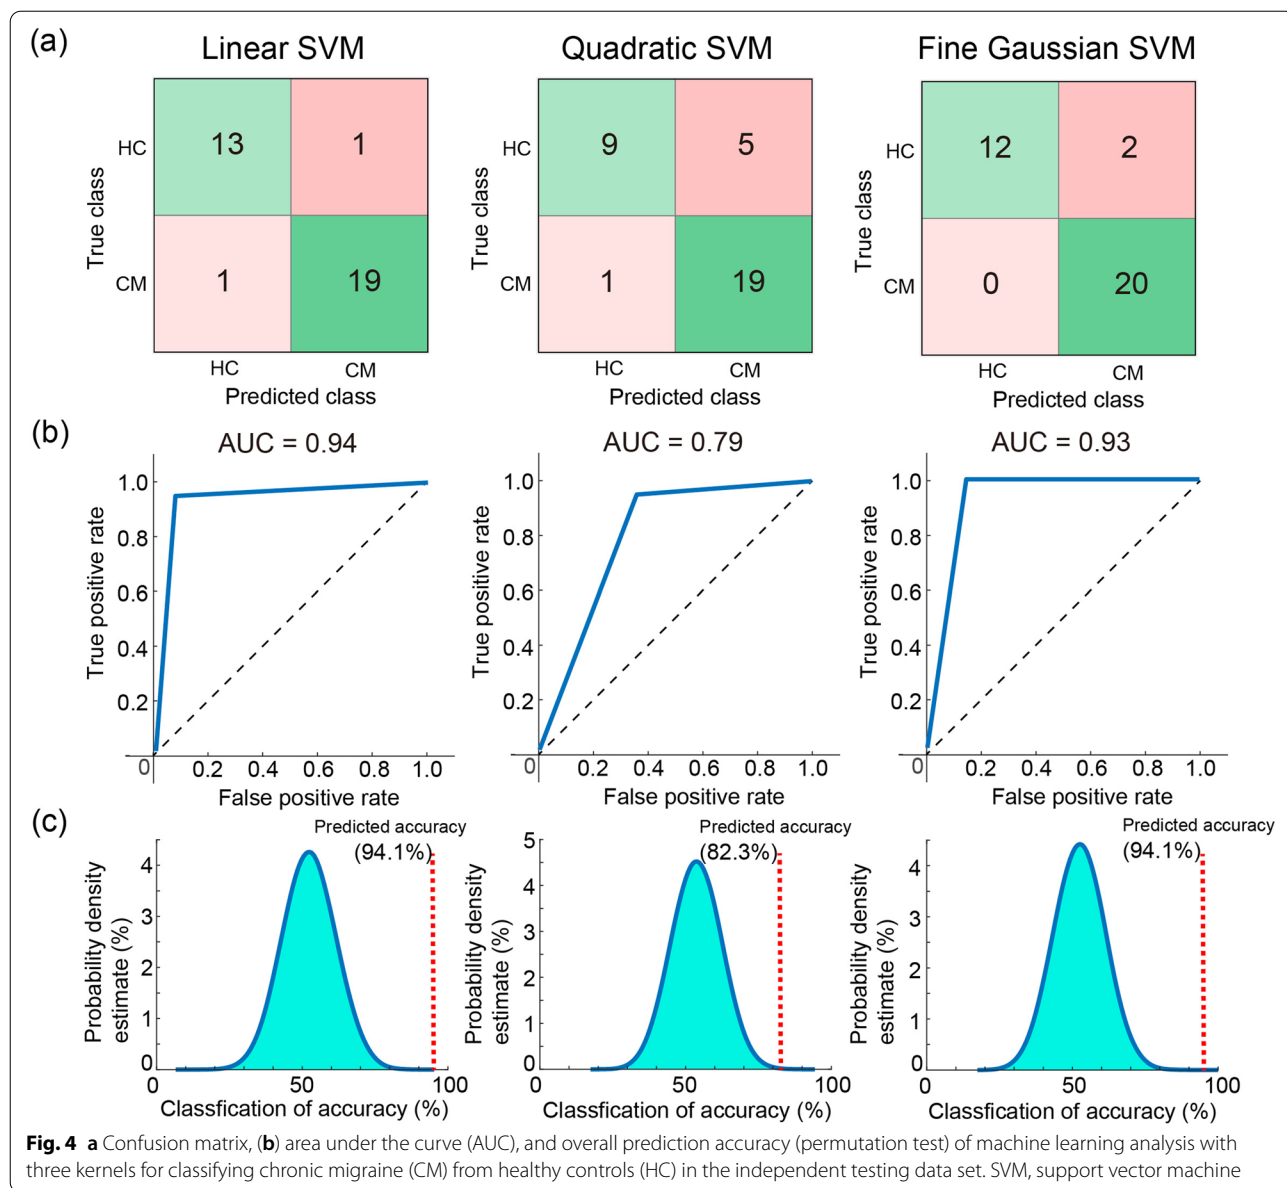 (a)
Linear SVM
Quadratic SVM
Fine Gaussian SVM
True class
HC
CM
13
1
1
19
HC
CM
Predicted class
True class
HC
CM
9
5
1
19
HC
CM
Predicted class
True class
HC
CM
12
2
0
20
HC
CM
Predicted class
(b)
AUC = 0.94
True positive rate
1.0
0.8
0.6
0.4
0.2
0
0.2
0.4
0.6
0.8
1.0
False positive rate
AUC = 0.79
True positive rate
1.0
0.8
0.6
0.4
0.2
0
0.2
0.4
0.6
0.8
1.0
False positive rate
AUC = 0.93
True positive rate
1.0
0.8
0.6
0.4
0.2
0
0.2
0.4
0.6
0.8
1.0
False positive rate
(c)
Predicted accuracy
(94.1%)
Probability density
estimate (%)
4
3
2
1
0
0
50
100
Classfication of accuracy (%)
Predicted accuracy
(82.3%)
Probability density
estimate (%)
5
4
3
2
1
0
0
50
100
Classfication of accuracy (%)
Predicted accuracy
(94.1%)
Probability density
estimate (%)
4
3
2
1
0
0
50
100
Classfication of accuracy (%)
Fig. 4 a Confusion matrix, (b) area under the curve (AUC), and overall prediction accuracy (permutation test) of machine learning analysis with
three kernels for classifying chronic migraine (CM) from healthy controls (HC) in the independent testing data set. SVM, support vector machine